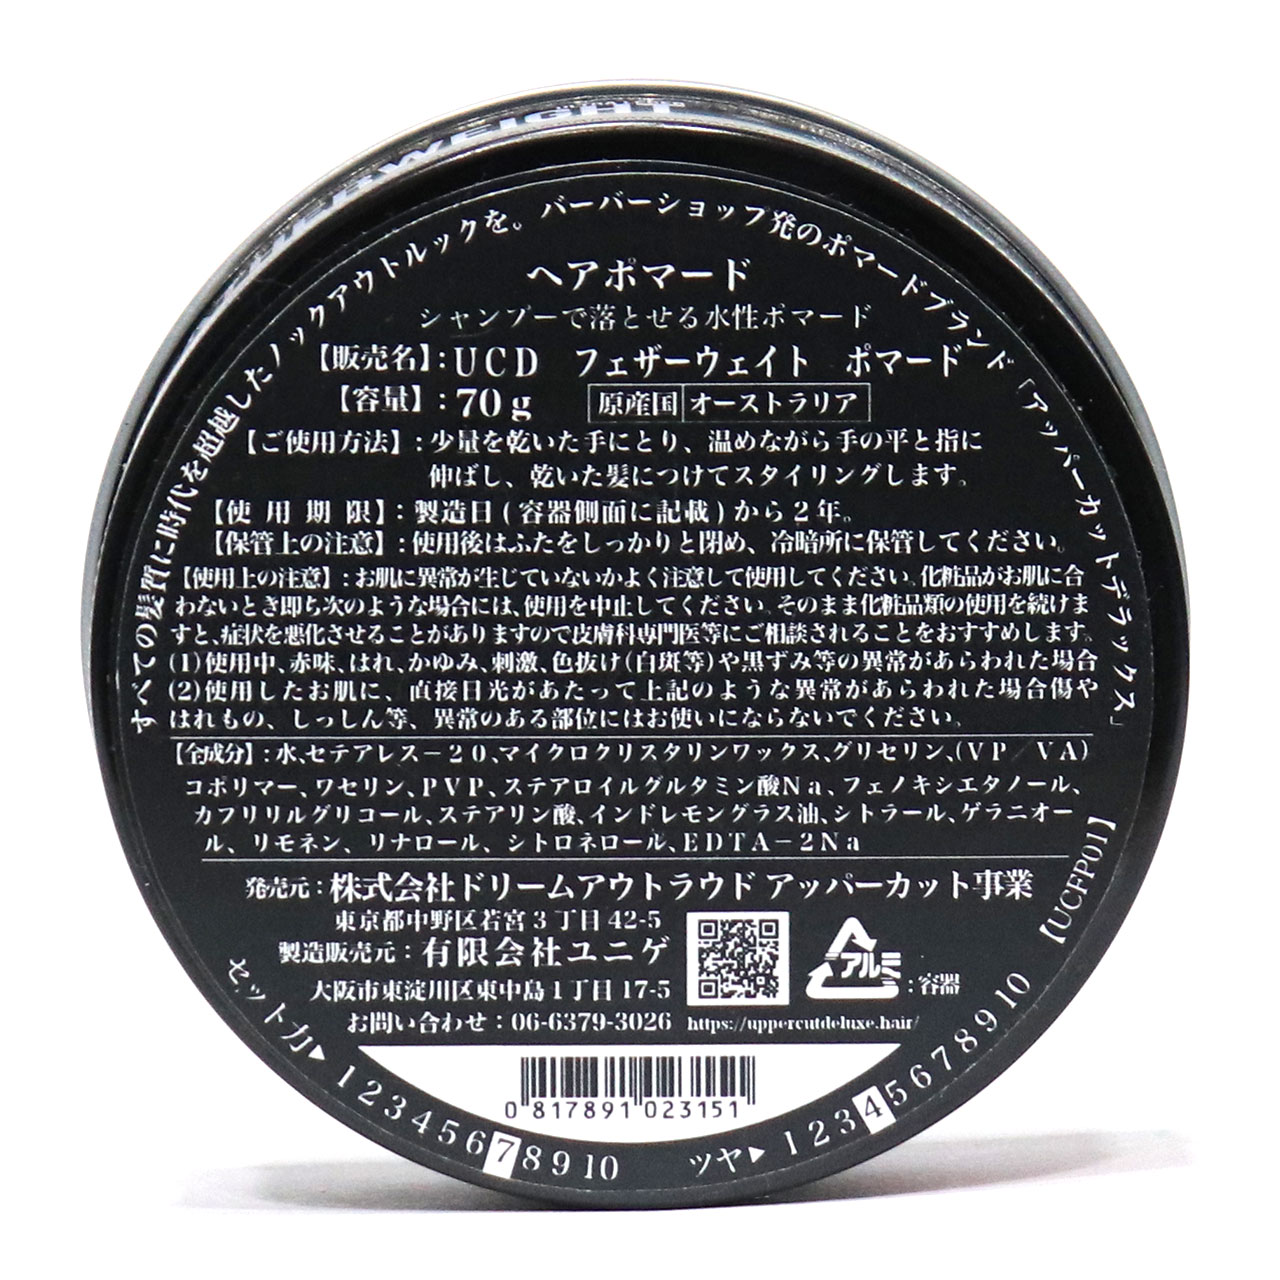 すべての髪質に時代を超越したノックアウトルックを。バーバーショップ発のポマードブランド「アッパーカットデラックス」
ヘアポマード
シャンプーで落とせる水性ポマード
【販売名】：UCD　フェザーウェイト　ポマード
【容量】：70g　原産国 オーストラリア
【ご使用方法】：少量を乾いた手にとり、温めながら手の平と指に
伸ばし、乾いた髪につけてスタイリングします。
【使用期限】：製造日(容器側面に記載)から2年。
【保管上の注意】：使用後はふたをしっかりと閉め、冷暗所に保管してください。
【使用上の注意】：お肌に異常が生じていないかよく注意して使用してください。化粧品がお肌に合
わないとき即ち次のような場合には、使用を中止してください。そのまま化粧品類の使用を続けま
すと、症状を悪化させることがありますので皮膚科専門医等にご相談されることをおすすめします。
(1)使用中、赤味、はれ、かゆみ、刺激、色抜け(白斑等)や黒ずみ等の異常があらわれた場合
(2)使用したお肌に、直接日光があたって上記のような異常があらわれた場合傷や
はれもの、しっしん等、異常のある部位にはお使いにならないでください。
【全成分】：水、セテアレス－20、マイクロクリスタリンワックス、グリセリン、(VP／VA)
コポリマー、ワセリン、PVP、ステアロイルグルタミン酸Na、フェノキシエタノール、
カプリリルグリコール、ステアリン酸、インドレモングラス油、シトラール、ゲラニオー
ル、リモネン、リナロール、シトロネロール、EDTA－2Na
発売元：株式会社ドリームアウトラウド アッパーカット事業
東京都中野区若宮3丁目42-5
製造販売元：有限会社ユニゲ
大阪市東淀川区東中島1丁目17-5
お問い合わせ：06-6379-3026
https://uppercutdeluxe.hair/
アルミ
：容器
【UCFP01】
0 817891 023151
セット力▶ 1 2 3 4 5 6 7 8 9 10
ツヤ▶ 1 2 3 4 5 6 7 8 9 10